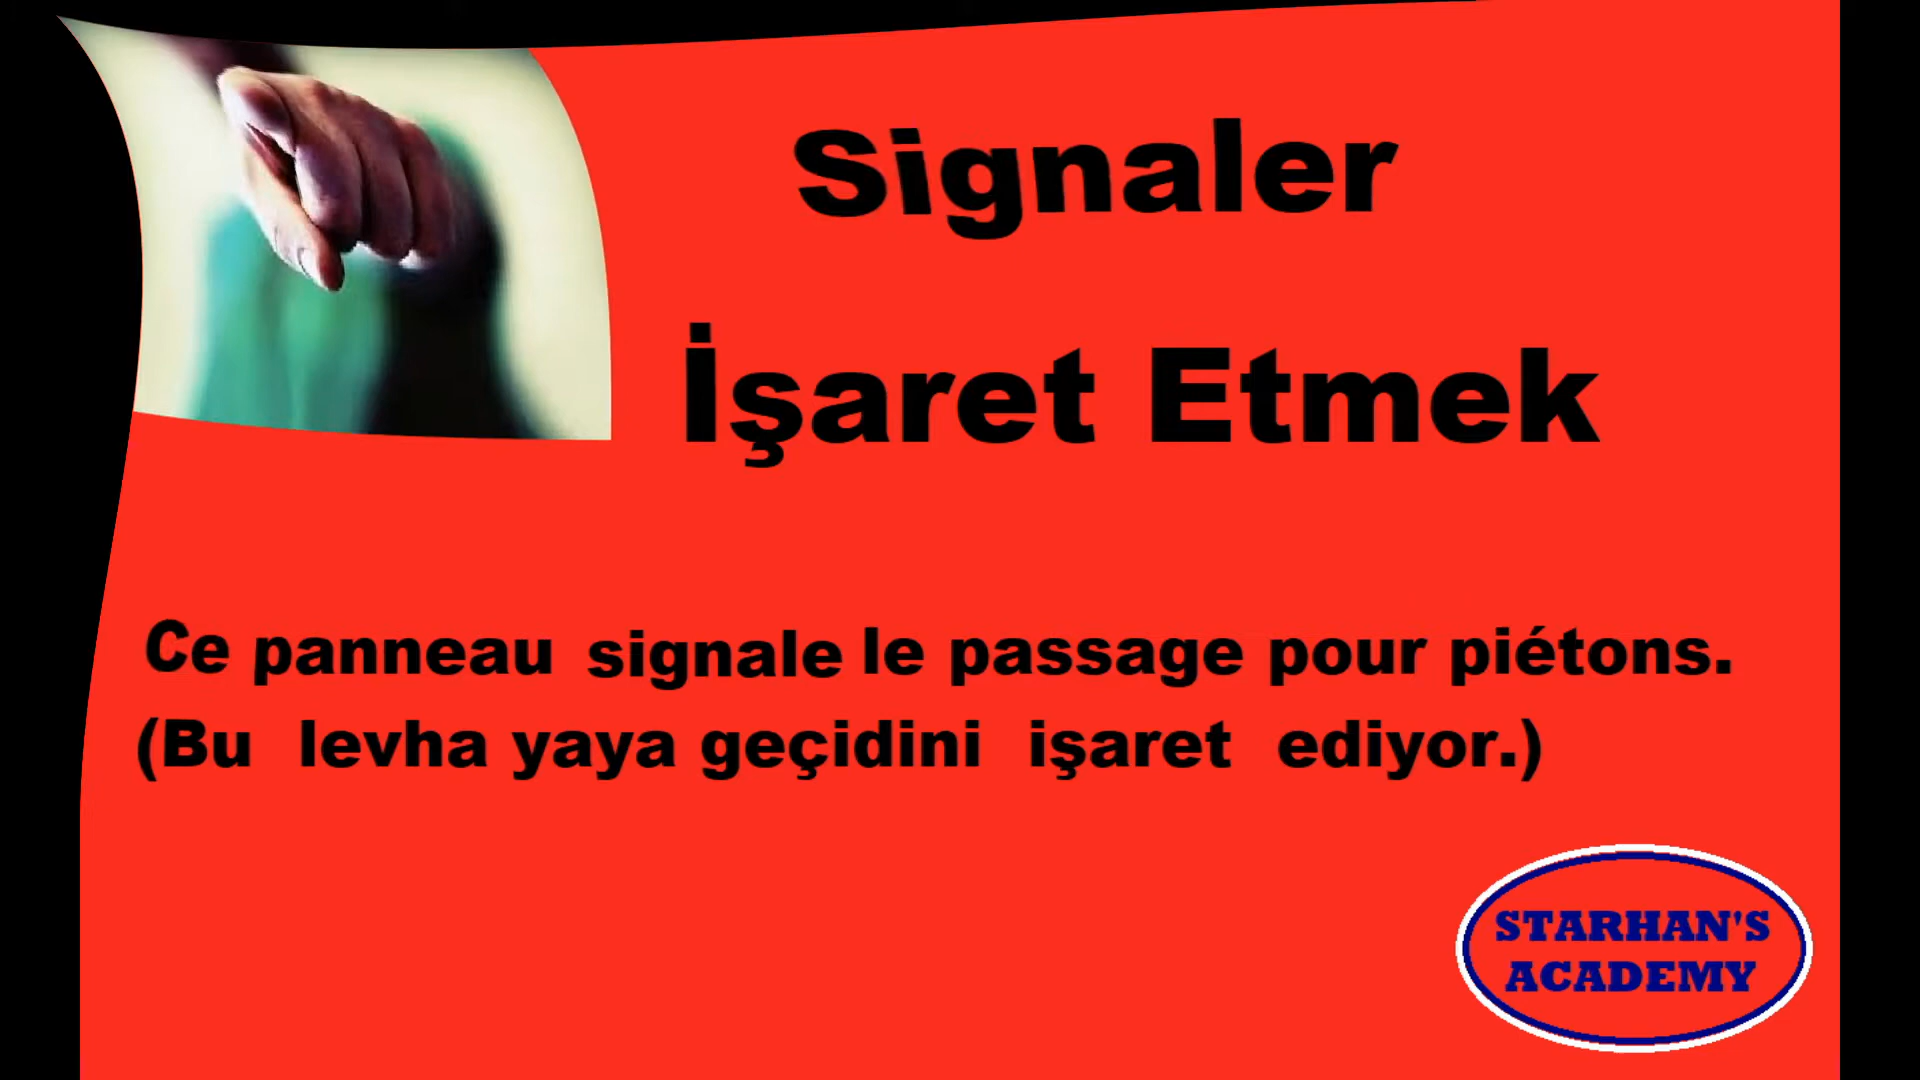 Signaler
İşaret Etmek
Ce panneau signale le passage pour piétons.
(Bu levha yaya geçidini işaret ediyor.)
STARHAN'S
ACADEMY